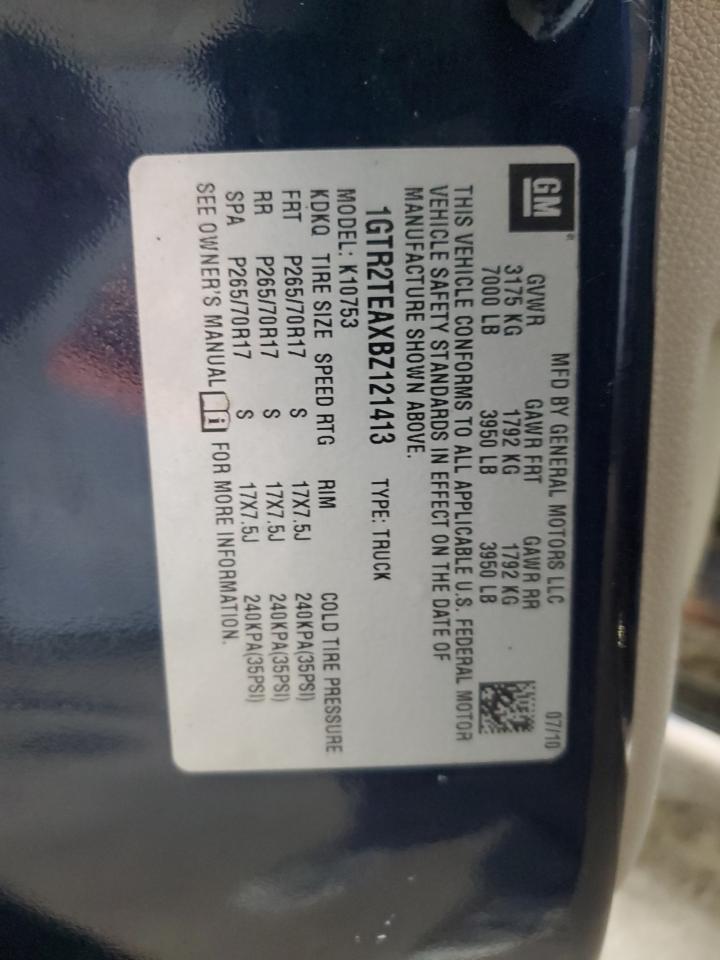 GM®
MFD BY GENERAL MOTORS LLC 07/10
GVWR GAWR FRT GAWR RR
3175 KG 1792 KG 1792 KG
7000 LB 3950 LB 3950 LB
THIS VEHICLE CONFORMS TO ALL APPLICABLE U.S. FEDERAL MOTOR
VEHICLE SAFETY STANDARDS IN EFFECT ON THE DATE OF
MANUFACTURE SHOWN ABOVE.
1GTR2TEAXBZ121413 TYPE: TRUCK
MODEL: K10753
KDKQ TIRE SIZE SPEED RTG RIM COLD TIRE PRESSURE
FRT P265/70R17 S 17X7.5J 240KPA(35PSI)
RR P265/70R17 S 17X7.5J 240KPA(35PSI)
SPA P265/70R17 S 17X7.5J 240KPA(35PSI)
SEE OWNER'S MANUAL i FOR MORE INFORMATION.